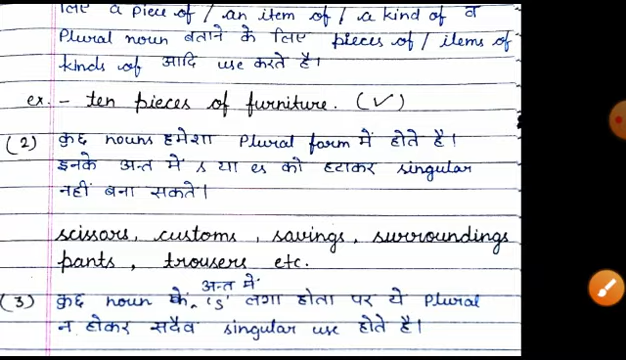 लिए a piece of / an item of / a kind of व
Plural noun बताने के लिए pieces of / items of
kinds of आदि use करते है।
ex. - ten pieces of furniture. (✓)
(2) कुछ nouns हमेशा Plural form में होते है।
इनके अन्त में s या es को हटाकर singular
नहीं बना सकते।
scissors, customs, savings, surroundings
pants, trousers etc.
(3) कुछ noun के अन्त में 's' लगा होता पर ये Plural
न होकर सदैव singular use होते है।